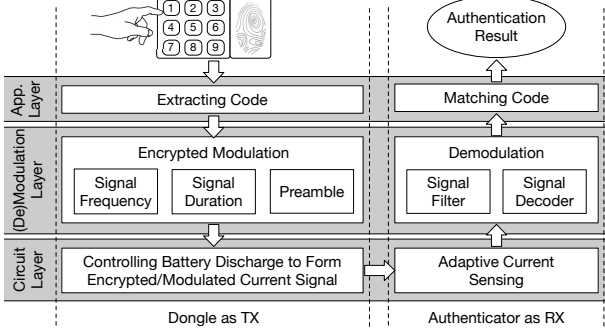 1 2 3
4 5 6
7 8 9
Authentication
Result
App.
Layer
Extracting Code
Matching Code
(De)Modulation
Layer
Encrypted Modulation
Signal
Frequency
Signal
Duration
Preamble
Demodulation
Signal
Filter
Signal
Decoder
Circuit
Layer
Controlling Battery Discharge to Form
Encrypted/Modulated Current Signal
Adaptive Current
Sensing
Dongle as TX
Authenticator as RX